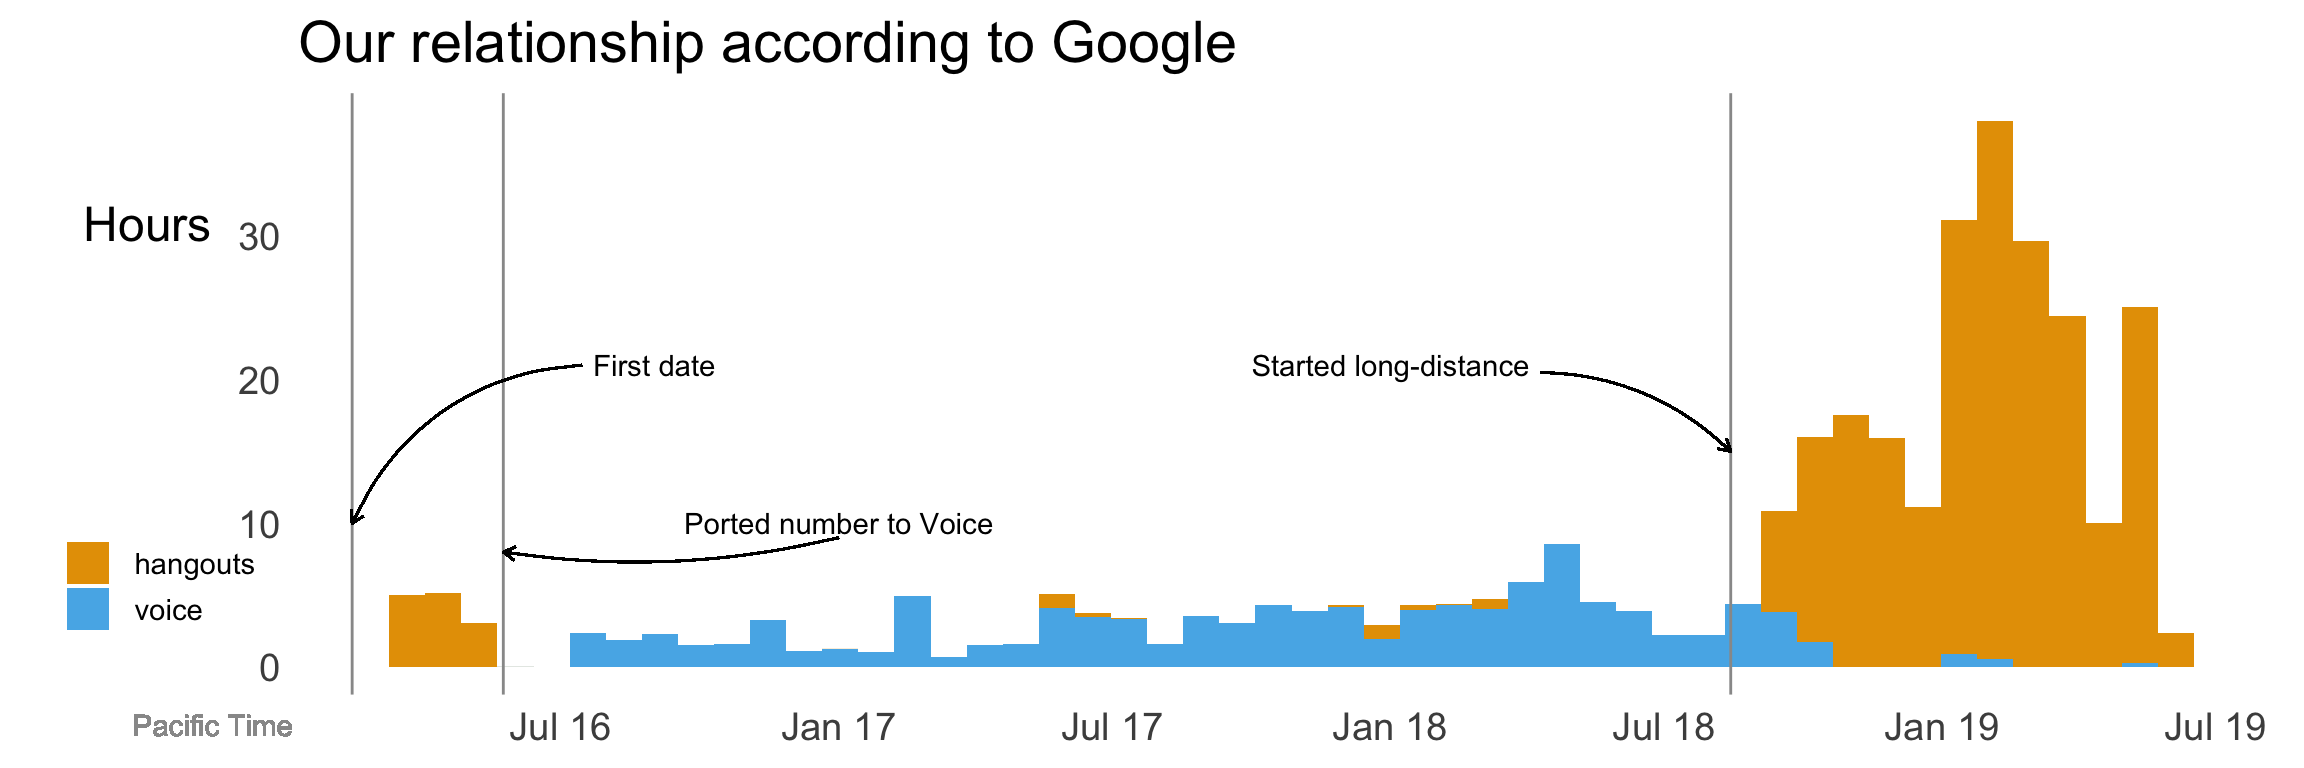 Our relationship according to Google
Hours
30
20
10
0
First date
Started long-distance
Ported number to Voice
hangouts
voice
Pacific Time
Jul 16 Jan 17 Jul 17 Jan 18 Jul 18 Jan 19 Jul 19